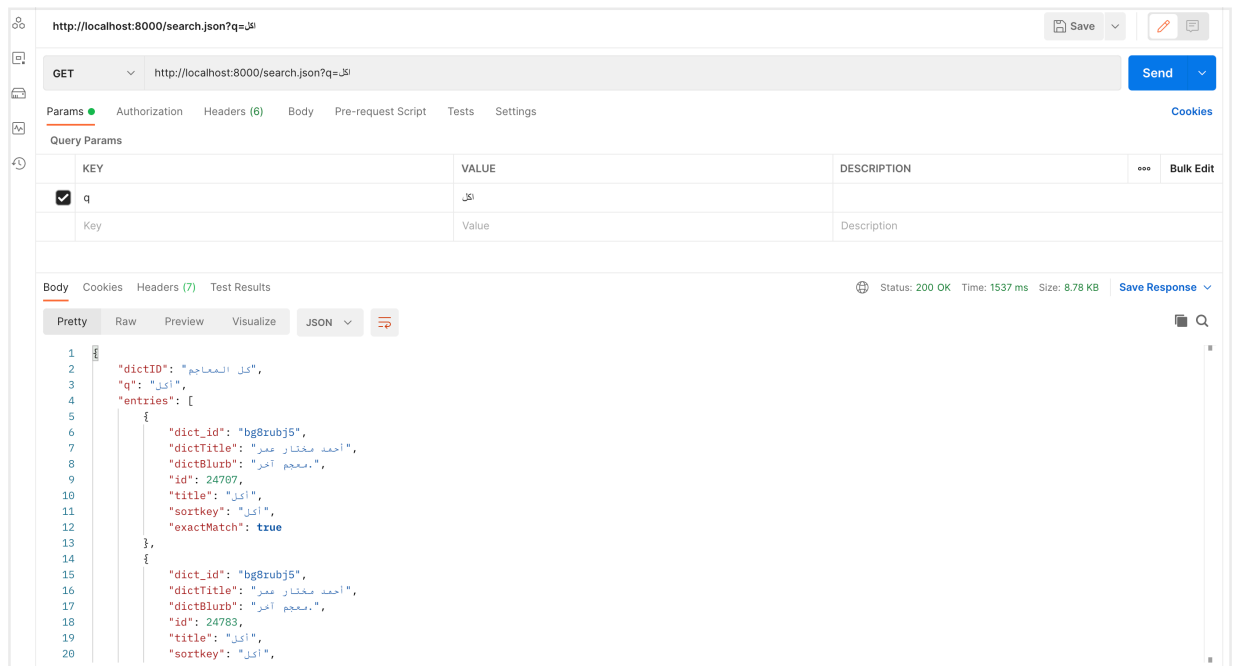 http://localhost:8000/search.json?q=اكل
Save
GET http://localhost:8000/search.json?q=اكل Send
Params Authorization Headers (6) Body Pre-request Script Tests Settings Cookies
Query Params
KEY VALUE DESCRIPTION ooo Bulk Edit
q اكل
Key Value Description
Body Cookies Headers (7) Test Results Status: 200 OK Time: 1537 ms Size: 8.78 KB Save Response
Pretty Raw Preview Visualize JSON
1 {
2 "dictID": "كل المعاجم",
3 "q": "أكل",
4 "entries": [
5 {
6 "dict_id": "bg8rubj5",
7 "dictTitle": "أحمد مختار عمر",
8 "dictBlurb": "معجم آخر.",
9 "id": 24707,
10 "title": "أكل",
11 "sortkey": "أكل",
12 "exactMatch": true
13 },
14 {
15 "dict_id": "bg8rubj5",
16 "dictTitle": "أحمد مختار عمر",
17 "dictBlurb": "معجم آخر.",
18 "id": 24783,
19 "title": "أكل",
20 "sortkey": "أكل",